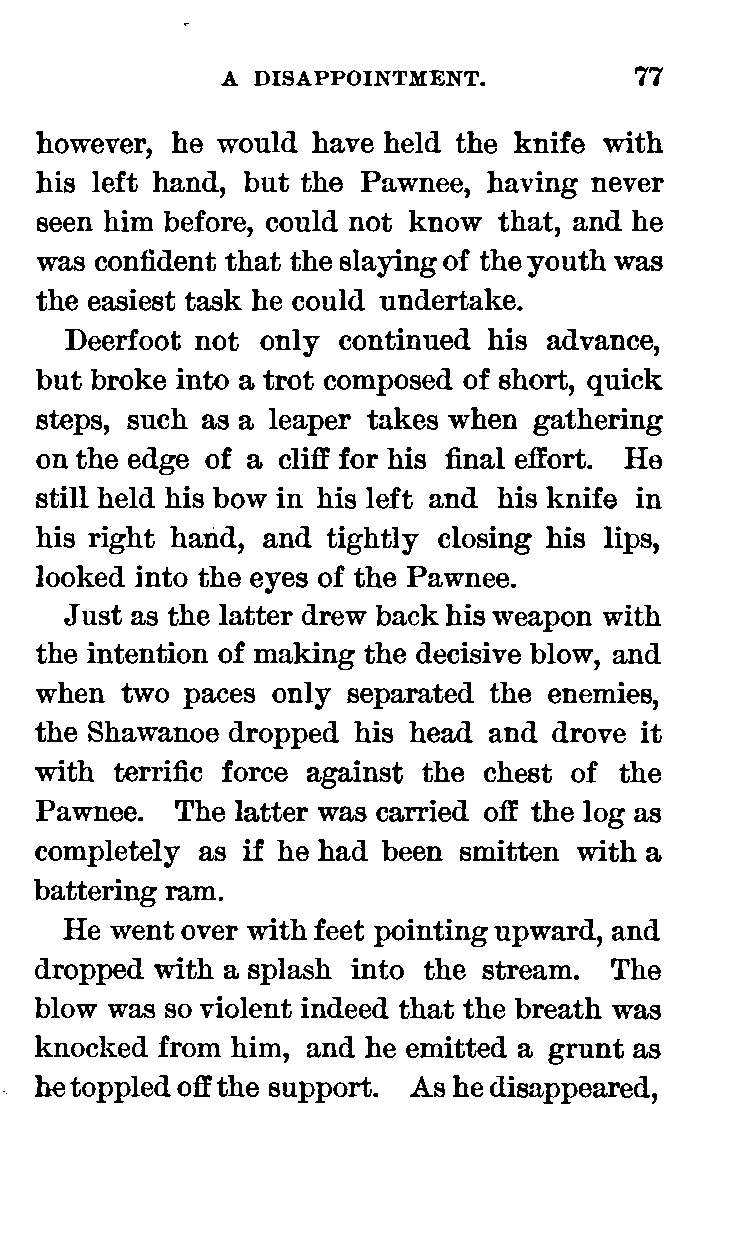 A DISAPPOINTMENT. 77
however, he would have held the knife with
his left hand, but the Pawnee, having never
seen him before, could not know that, and he
was confident that the slaying of the youth was
the easiest task he could undertake.
Deerfoot not only continued his advance,
but broke into a trot composed of short, quick
steps, such as a leaper takes when gathering
on the edge of a cliff for his final effort. He
still held his bow in his left and his knife in
his right hand, and tightly closing his lips,
looked into the eyes of the Pawnee.
Just as the latter drew back his weapon with
the intention of making the decisive blow, and
when two paces only separated the enemies,
the Shawanoe dropped his head and drove it
with terrific force against the chest of the
Pawnee. The latter was carried off the log as
completely as if he had been smitten with a
battering ram.
He went over with feet pointing upward, and
dropped with a splash into the stream. The
blow was so violent indeed that the breath was
knocked from him, and he emitted a grunt as
he toppled off the support. As he disappeared,